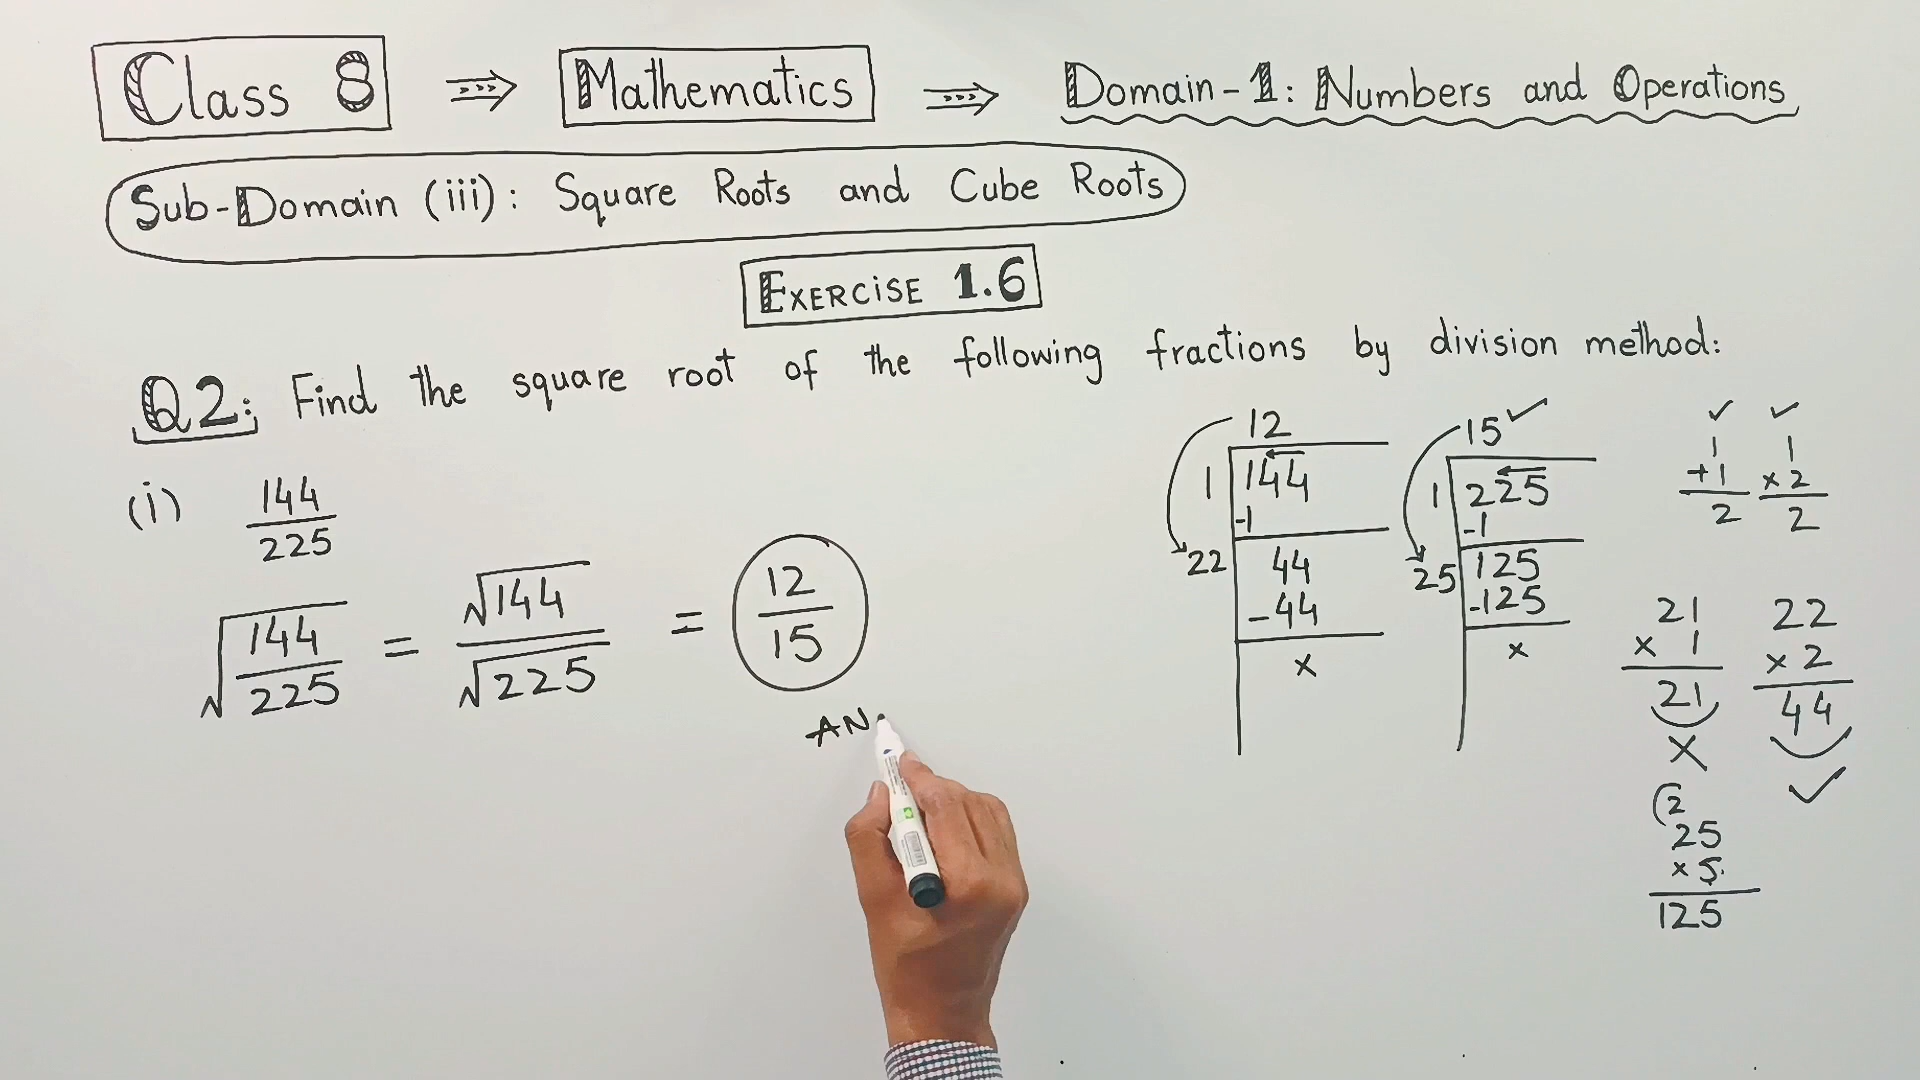 Class 8 ⇒ Mathematics ⇒ Domain-1: Numbers and Operations
Sub-Domain (iii): Square Roots and Cube Roots
EXERCiSE 1.6
Q2: Find the square root of the following fractions by division method:
(i) 144/225
√(144/225) = √144/√225 = 12/15
AN
12
1 144
-1
22 44
-44
x
15 ✓
1 225
-1
25 125
-125
x
✓ ✓
1 1
+1 ×2
2 2
21 22
× 1 × 2
21 44
X ✓
(2
25
×5
125